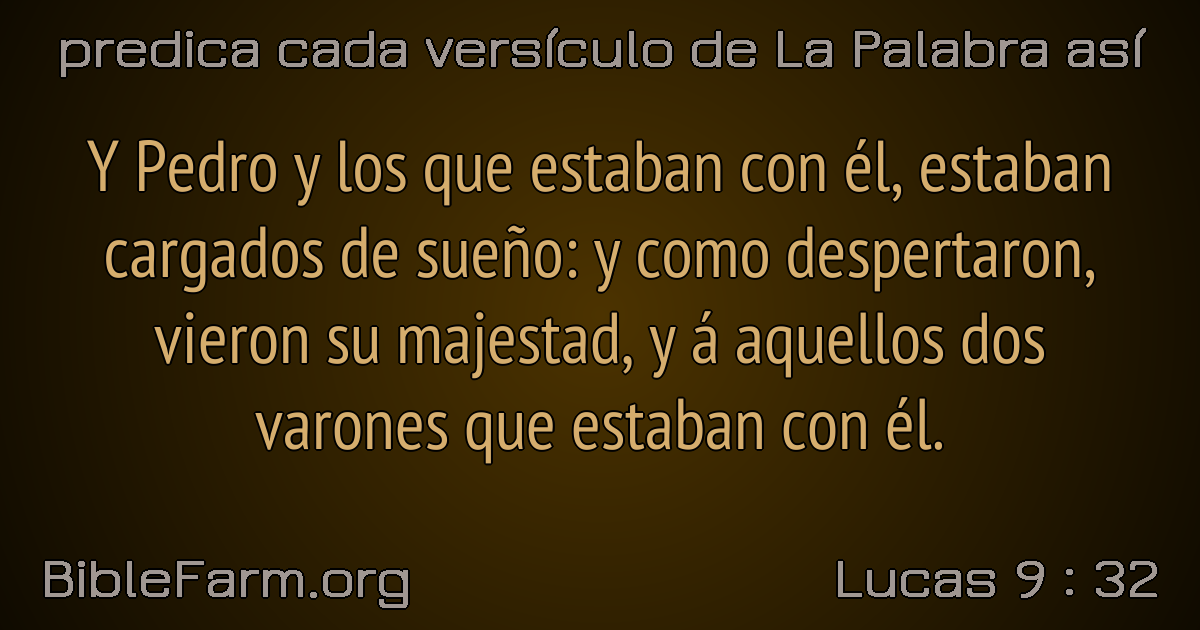 predica cada versículo de La Palabra así
Y Pedro y los que estaban con él, estaban
cargados de sueño: y como despertaron,
vieron su majestad, y á aquellos dos
varones que estaban con él.
BibleFarm.org
Lucas 9 : 32